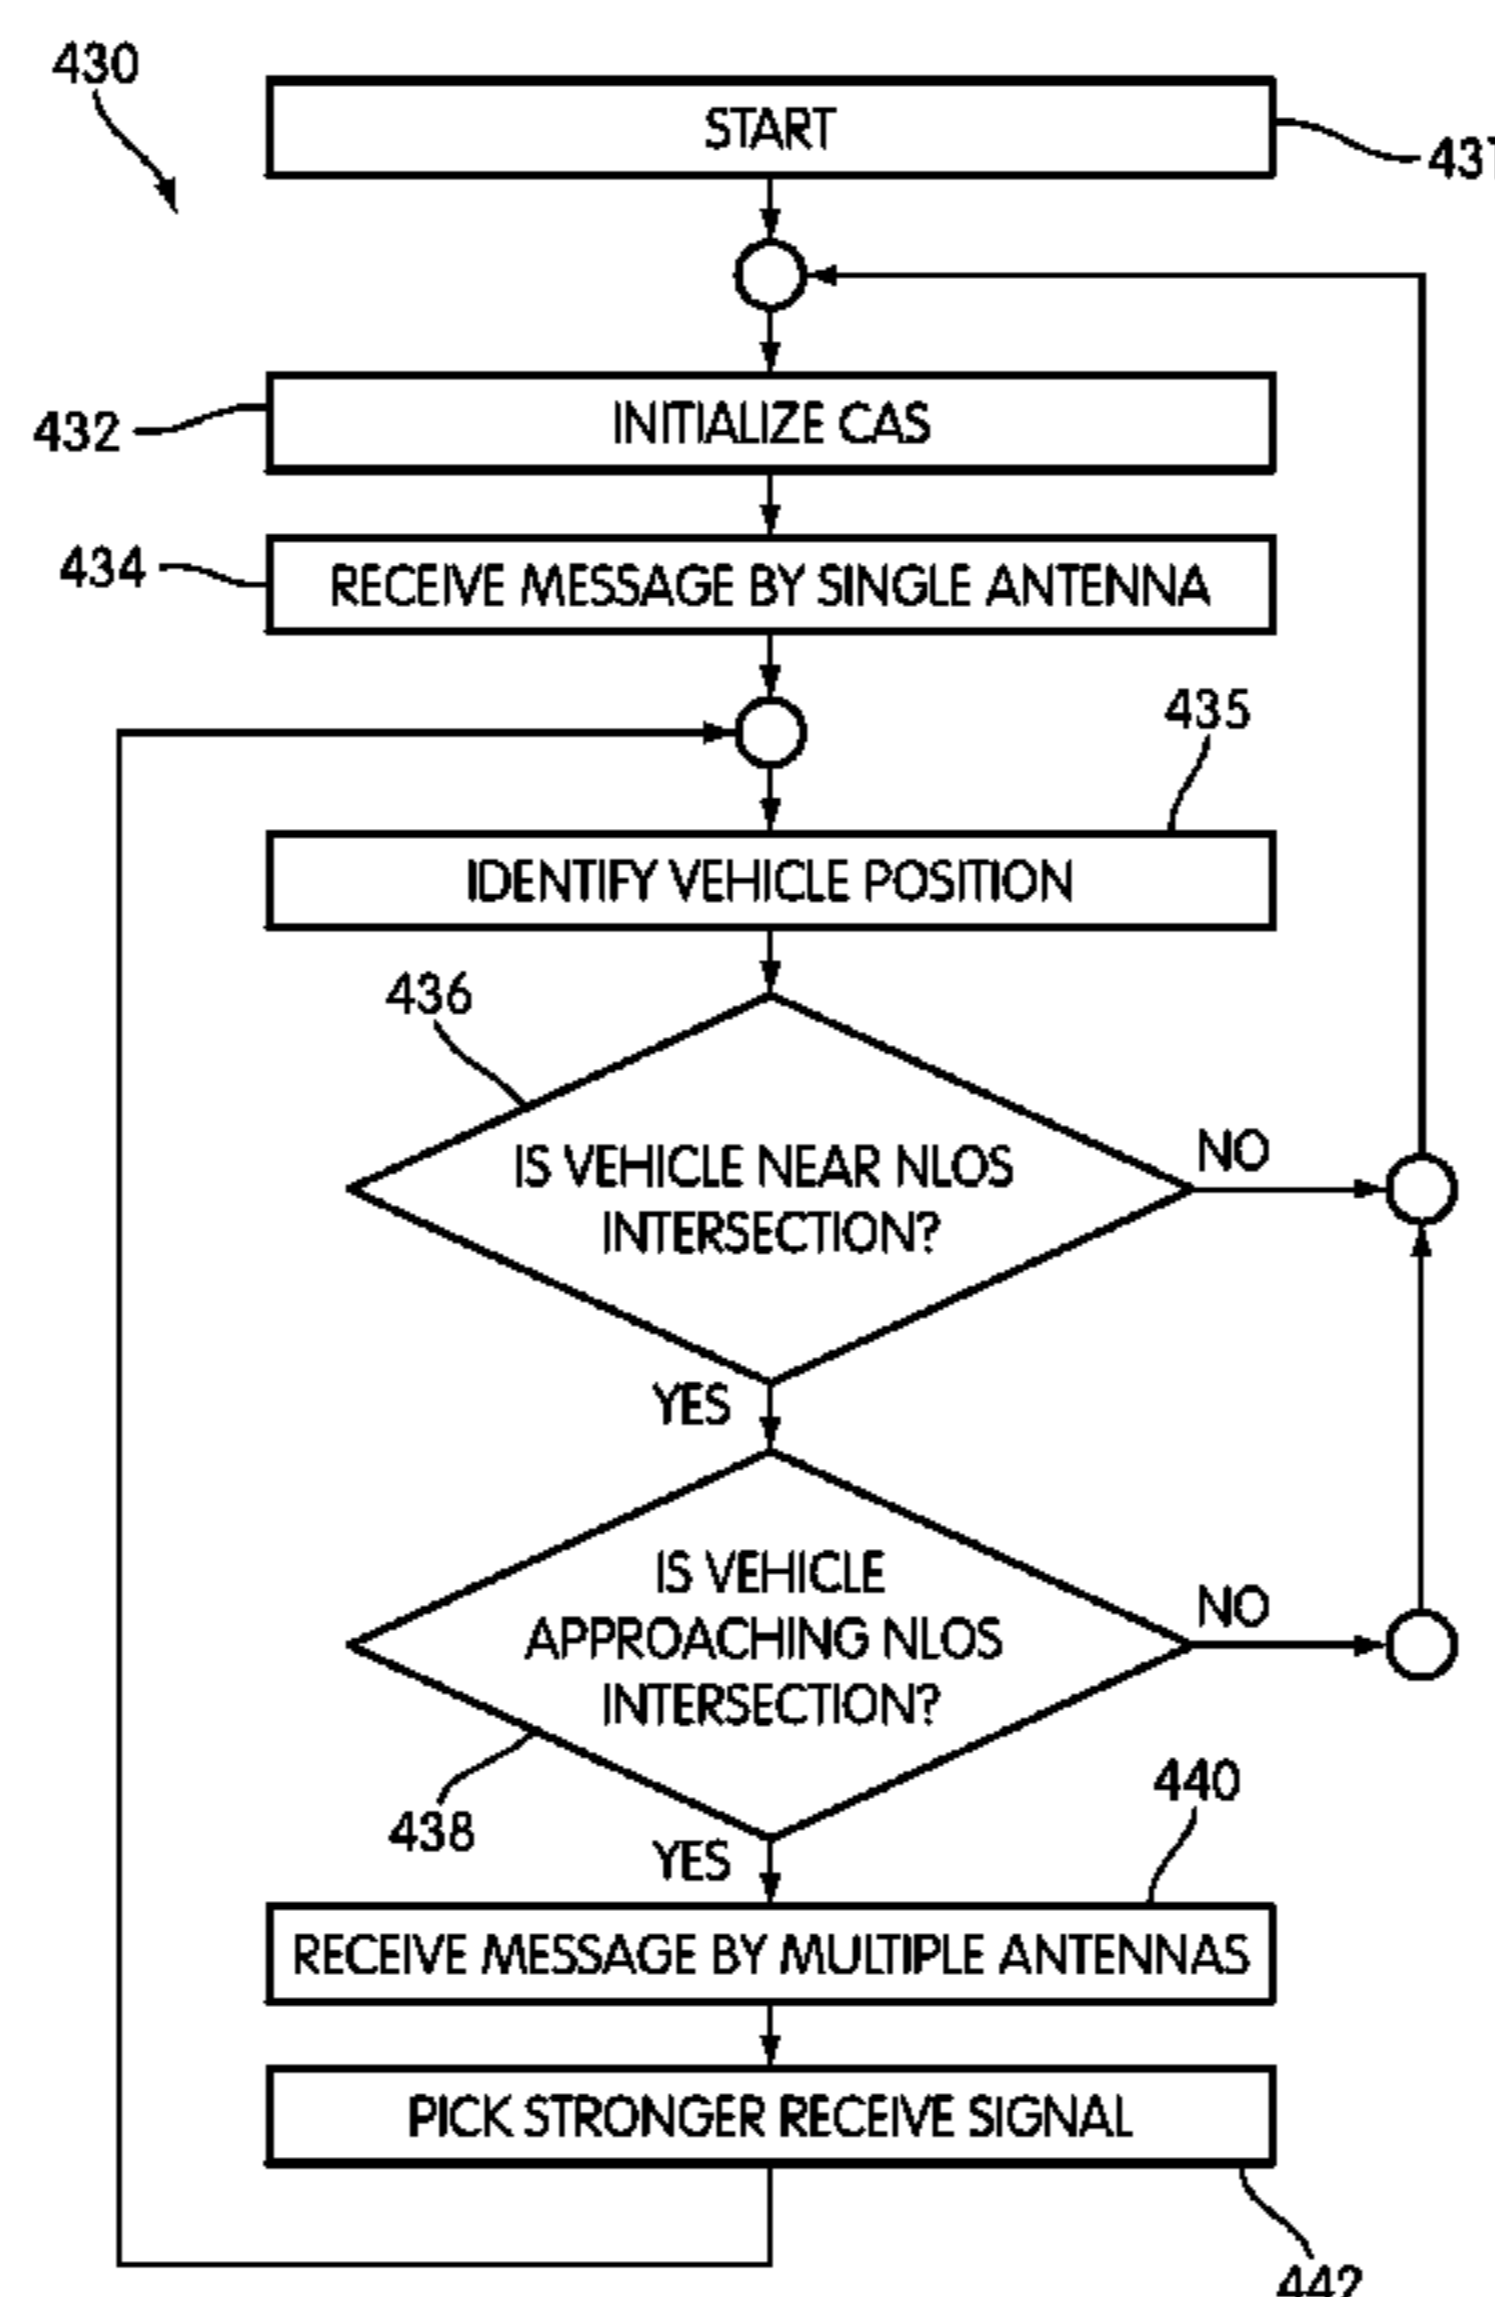 430
START
431
INITIALIZE CAS
432
RECEIVE MESSAGE BY SINGLE ANTENNA
434
435
IDENTIFY VEHICLE POSITION
436
IS VEHICLE NEAR NLOS
INTERSECTION?
NO
YES
IS VEHICLE
APPROACHING NLOS
INTERSECTION?
NO
438
YES
440
RECEIVE MESSAGE BY MULTIPLE ANTENNAS
PICK STRONGER RECEIVE SIGNAL
442